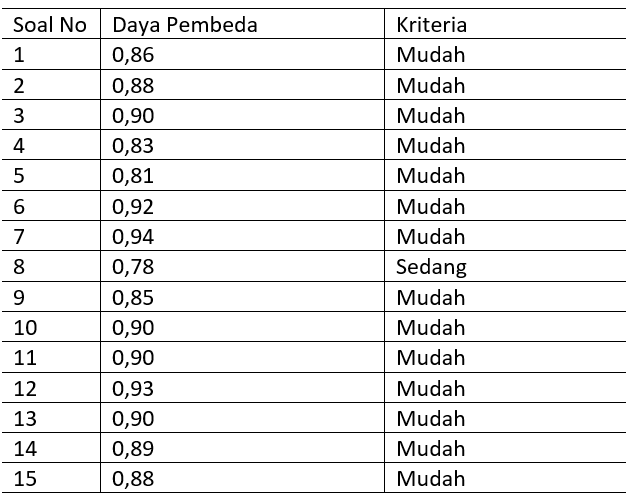 Soal No Daya Pembeda Kriteria
1 0,86 Mudah
2 0,88 Mudah
3 0,90 Mudah
4 0,83 Mudah
5 0,81 Mudah
6 0,92 Mudah
7 0,94 Mudah
8 0,78 Sedang
9 0,85 Mudah
10 0,90 Mudah
11 0,90 Mudah
12 0,93 Mudah
13 0,90 Mudah
14 0,89 Mudah
15 0,88 Mudah